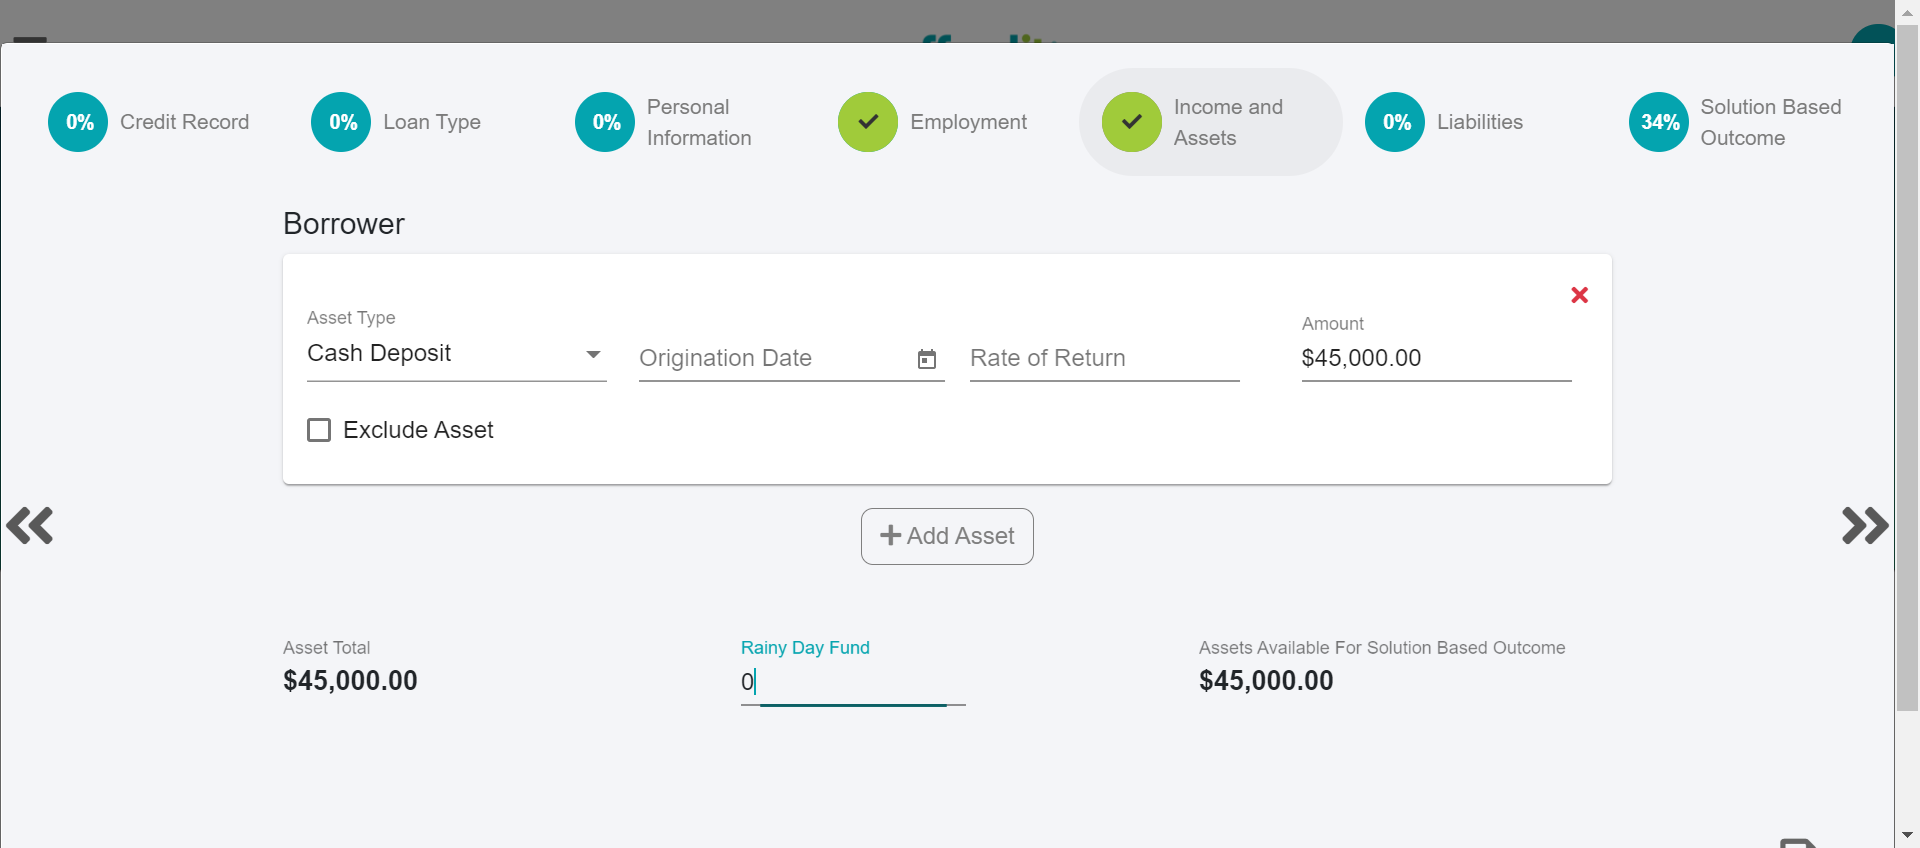 0% Credit Record
0% Loan Type
0% Personal
Information
Employment
Income and
Assets
0% Liabilities
34% Solution Based
Outcome
Borrower
Asset Type
Cash Deposit
Origination Date
Rate of Return
Amount
$45,000.00
Exclude Asset
Add Asset
Asset Total
$45,000.00
Rainy Day Fund
0
Assets Available For Solution Based Outcome
$45,000.00